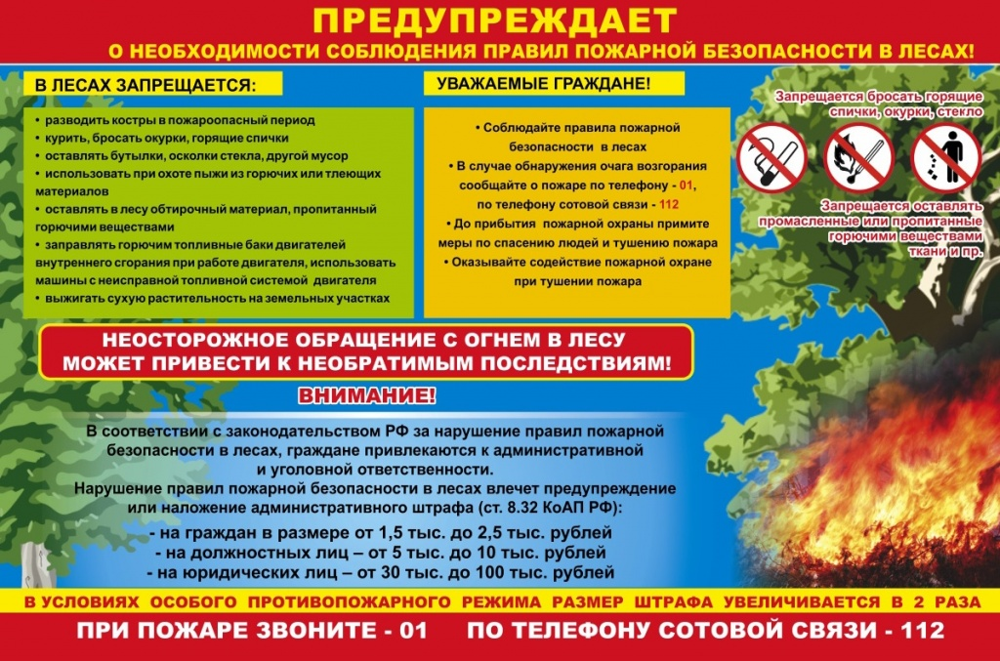 ПРЕДУПРЕЖДАЕТ
О НЕОБХОДИМОСТИ СОБЛЮДЕНИЯ ПРАВИЛ ПОЖАРНОЙ БЕЗОПАСНОСТИ В ЛЕСАХ!
В ЛЕСАХ ЗАПРЕЩАЕТСЯ:
• разводить костры в пожароопасный период
• курить, бросать окурки, горящие спички
• оставлять бутылки, осколки стекла, другой мусор
• использовать при охоте пыжи из горючих или тлеющих
материалов
• оставлять в лесу обтирочный материал, пропитанный
горючими веществами
• заправлять горючим топливные баки двигателей
внутреннего сгорания при работе двигателя, использовать
машины с неисправной топливной системой двигателя
• выжигать сухую растительность на земельных участках
УВАЖАЕМЫЕ ГРАЖДАНЕ!
• Соблюдайте правила пожарной
безопасности в лесах
• В случае обнаружения очага возгорания
сообщайте о пожаре по телефону - 01,
по телефону сотовой связи - 112
• До прибытия пожарной охраны примите
меры по спасению людей и тушению пожара
• Оказывайте содействие пожарной охране
при тушении пожара
Запрещается бросать горящие
спички, окурки, стекло
Запрещается оставлять
промасленные или пропитанные
горючими веществами
ткани и пр.
НЕОСТОРОЖНОЕ ОБРАЩЕНИЕ С ОГНЕМ В ЛЕСУ
МОЖЕТ ПРИВЕСТИ К НЕОБРАТИМЫМ ПОСЛЕДСТВИЯМ!
ВНИМАНИЕ!
В соответствии с законодательством РФ за нарушение правил пожарной
безопасности в лесах, граждане привлекаются к административной
и уголовной ответственности.
Нарушение правил пожарной безопасности в лесах влечет предупреждение
или наложение административного штрафа (ст. 8.32 КоАП РФ):
- на граждан в размере от 1,5 тыс. до 2,5 тыс. рублей
- на должностных лиц – от 5 тыс. до 10 тыс. рублей
- на юридических лиц – от 30 тыс. до 100 тыс. рублей
В УСЛОВИЯХ ОСОБОГО ПРОТИВОПОЖАРНОГО РЕЖИМА РАЗМЕР ШТРАФА УВЕЛИЧИВАЕТСЯ В 2 РАЗА
ПРИ ПОЖАРЕ ЗВОНИТЕ - 01 ПО ТЕЛЕФОНУ СОТОВОЙ СВЯЗИ - 112